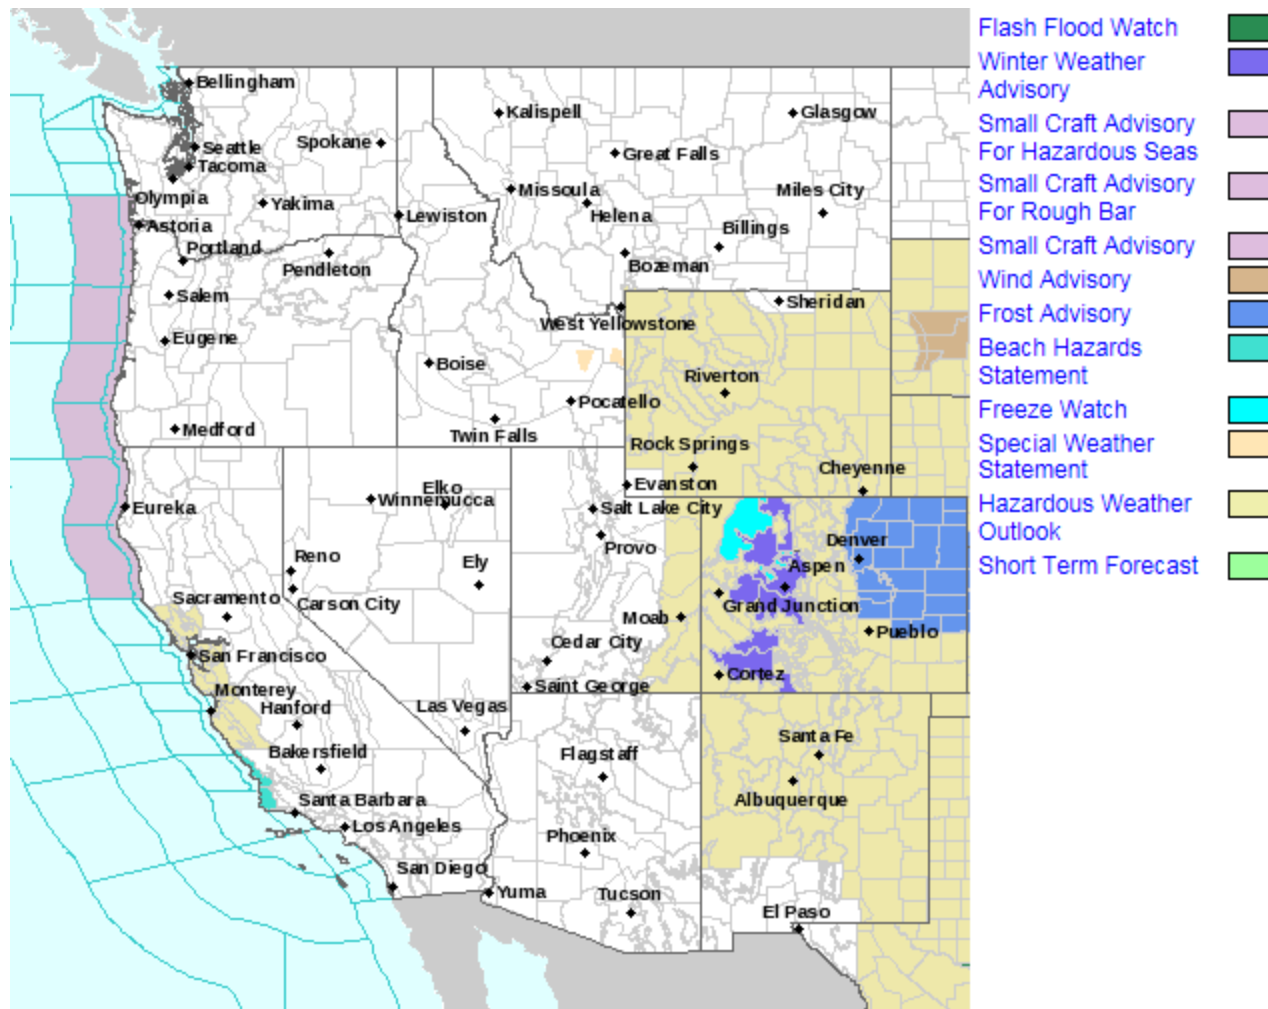 Bellingham
Kalispell
Glasgow
Seattle
Spokane
Great Falls
Tacoma
Missoula
Miles City
Olympia
Yakima
Helena
Lewiston
Astoria
Billings
Portland
Pendleton
Bozeman
Salem
Sheridan
West Yellowstone
Eugene
Boise
Riverton
Pocatello
Medford
Twin Falls
Rock Springs
Cheyenne
Elko
Evanston
Winnemucca
Eureka
Salt Lake City
Provo
Denver
Reno
Ely
Aspen
Sacramento
Carson City
Grand Junction
Moab
Pueblo
San Francisco
Cedar City
Cortez
Saint George
Monterey
Hanford
Las Vegas
Santa Fe
Bakersfield
Flagstaff
Santa Barbara
Albuquerque
Los Angeles
Phoenix
San Diego
Yuma
Tucson
El Paso
Flash Flood Watch
Winter Weather
Advisory
Small Craft Advisory
For Hazardous Seas
Small Craft Advisory
For Rough Bar
Small Craft Advisory
Wind Advisory
Frost Advisory
Beach Hazards
Statement
Freeze Watch
Special Weather
Statement
Hazardous Weather
Outlook
Short Term Forecast